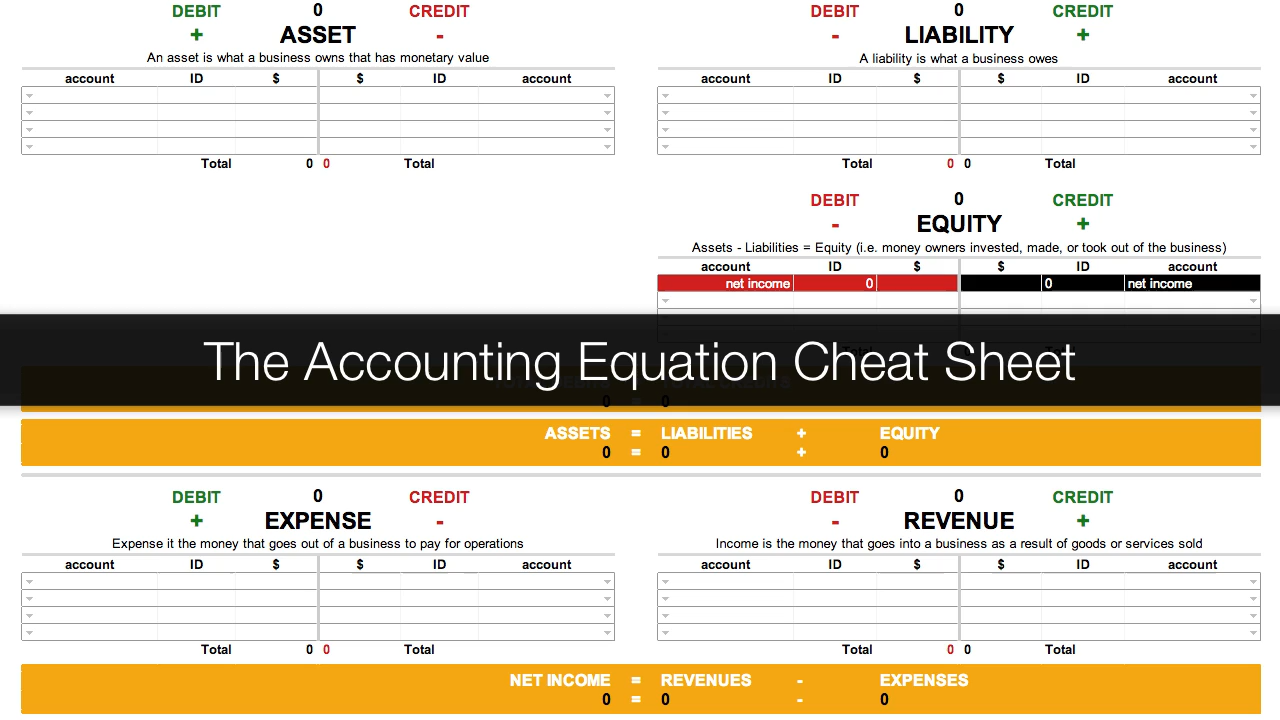 DEBIT 0 CREDIT
+ ASSET -
An asset is what a business owns that has monetary value
account ID $ $ ID account
Total 0 0 Total
DEBIT 0 CREDIT
- LIABILITY +
A liability is what a business owes
account ID $ $ ID account
Total 0 0 Total
DEBIT 0 CREDIT
- EQUITY +
Assets - Liabilities = Equity (i.e. money owners invested, made, or took out of the business)
account ID $ $ ID account
net income 0 0 net income
The Accounting Equation Cheat Sheet
0 = 0
ASSETS = LIABILITIES + EQUITY
0 = 0 + 0
DEBIT 0 CREDIT
+ EXPENSE -
Expense it the money that goes out of a business to pay for operations
account ID $ $ ID account
Total 0 0 Total
DEBIT 0 CREDIT
- REVENUE +
Income is the money that goes into a business as a result of goods or services sold
account ID $ $ ID account
Total 0 0 Total
NET INCOME = REVENUES - EXPENSES
0 = 0 - 0